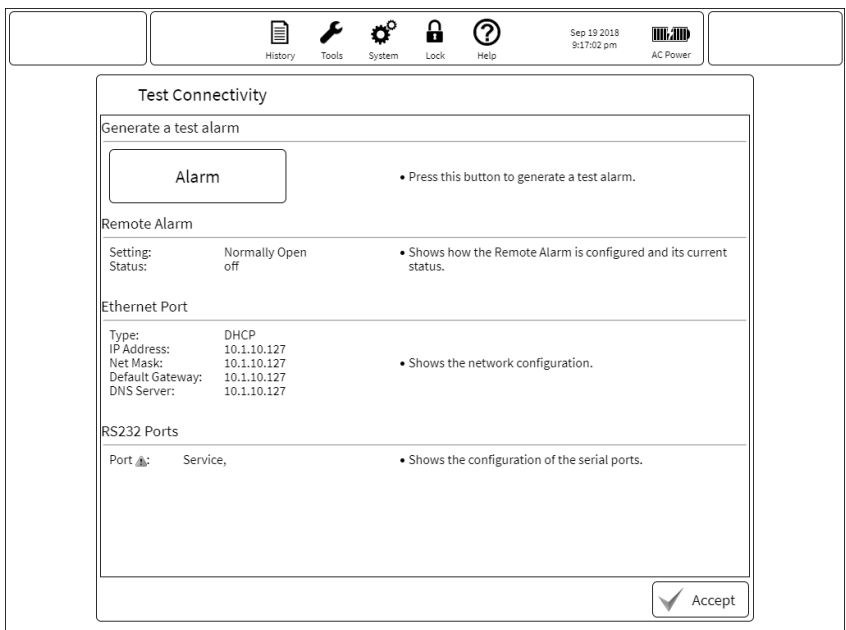 History
Tools
System
Lock
Help
Sep 19 2018
9:17:02 pm
AC Power
Test Connectivity
Generate a test alarm
Alarm
• Press this button to generate a test alarm.
Remote Alarm
Setting: Normally Open
Status: off
• Shows how the Remote Alarm is configured and its current
status.
Ethernet Port
Type: DHCP
IP Address: 10.1.10.127
Net Mask: 10.1.10.127
Default Gateway: 10.1.10.127
DNS Server: 10.1.10.127
• Shows the network configuration.
RS232 Ports
Port ⚠: Service,
• Shows the configuration of the serial ports.
Accept